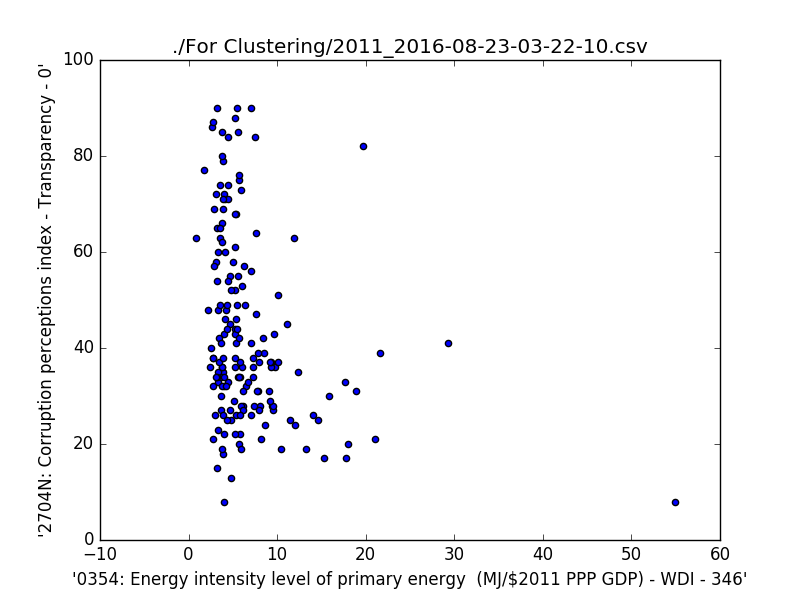 ./For Clustering/2011_2016-08-23-03-22-10.csv
100
80
60
40
20
0
'2704N: Corruption perceptions index - Transparency - 0'
−10 0 10 20 30 40 50 60
'0354: Energy intensity level of primary energy  (MJ/$2011 PPP GDP) - WDI - 346'